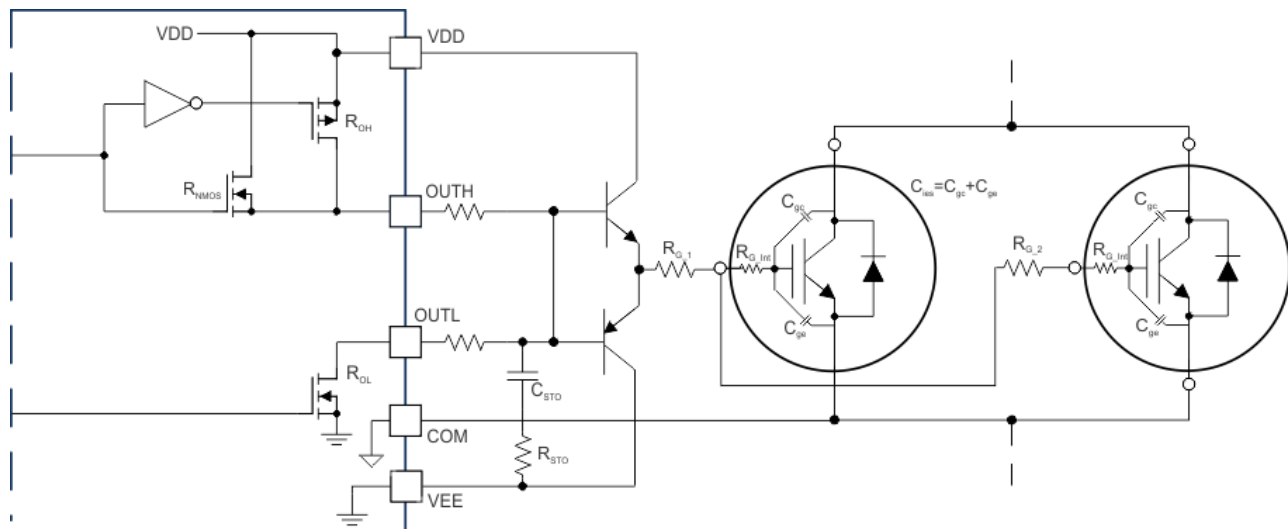 VDD
VDD
R_OH
R_NMOS
OUTH
C_ies=C_gc+C_ge
C_gc
C_gc
R_G_1
R_G_Int
R_G_2
R_G_Int
C_ge
C_ge
OUTL
R_OL
C_STO
COM
R_STO
VEE